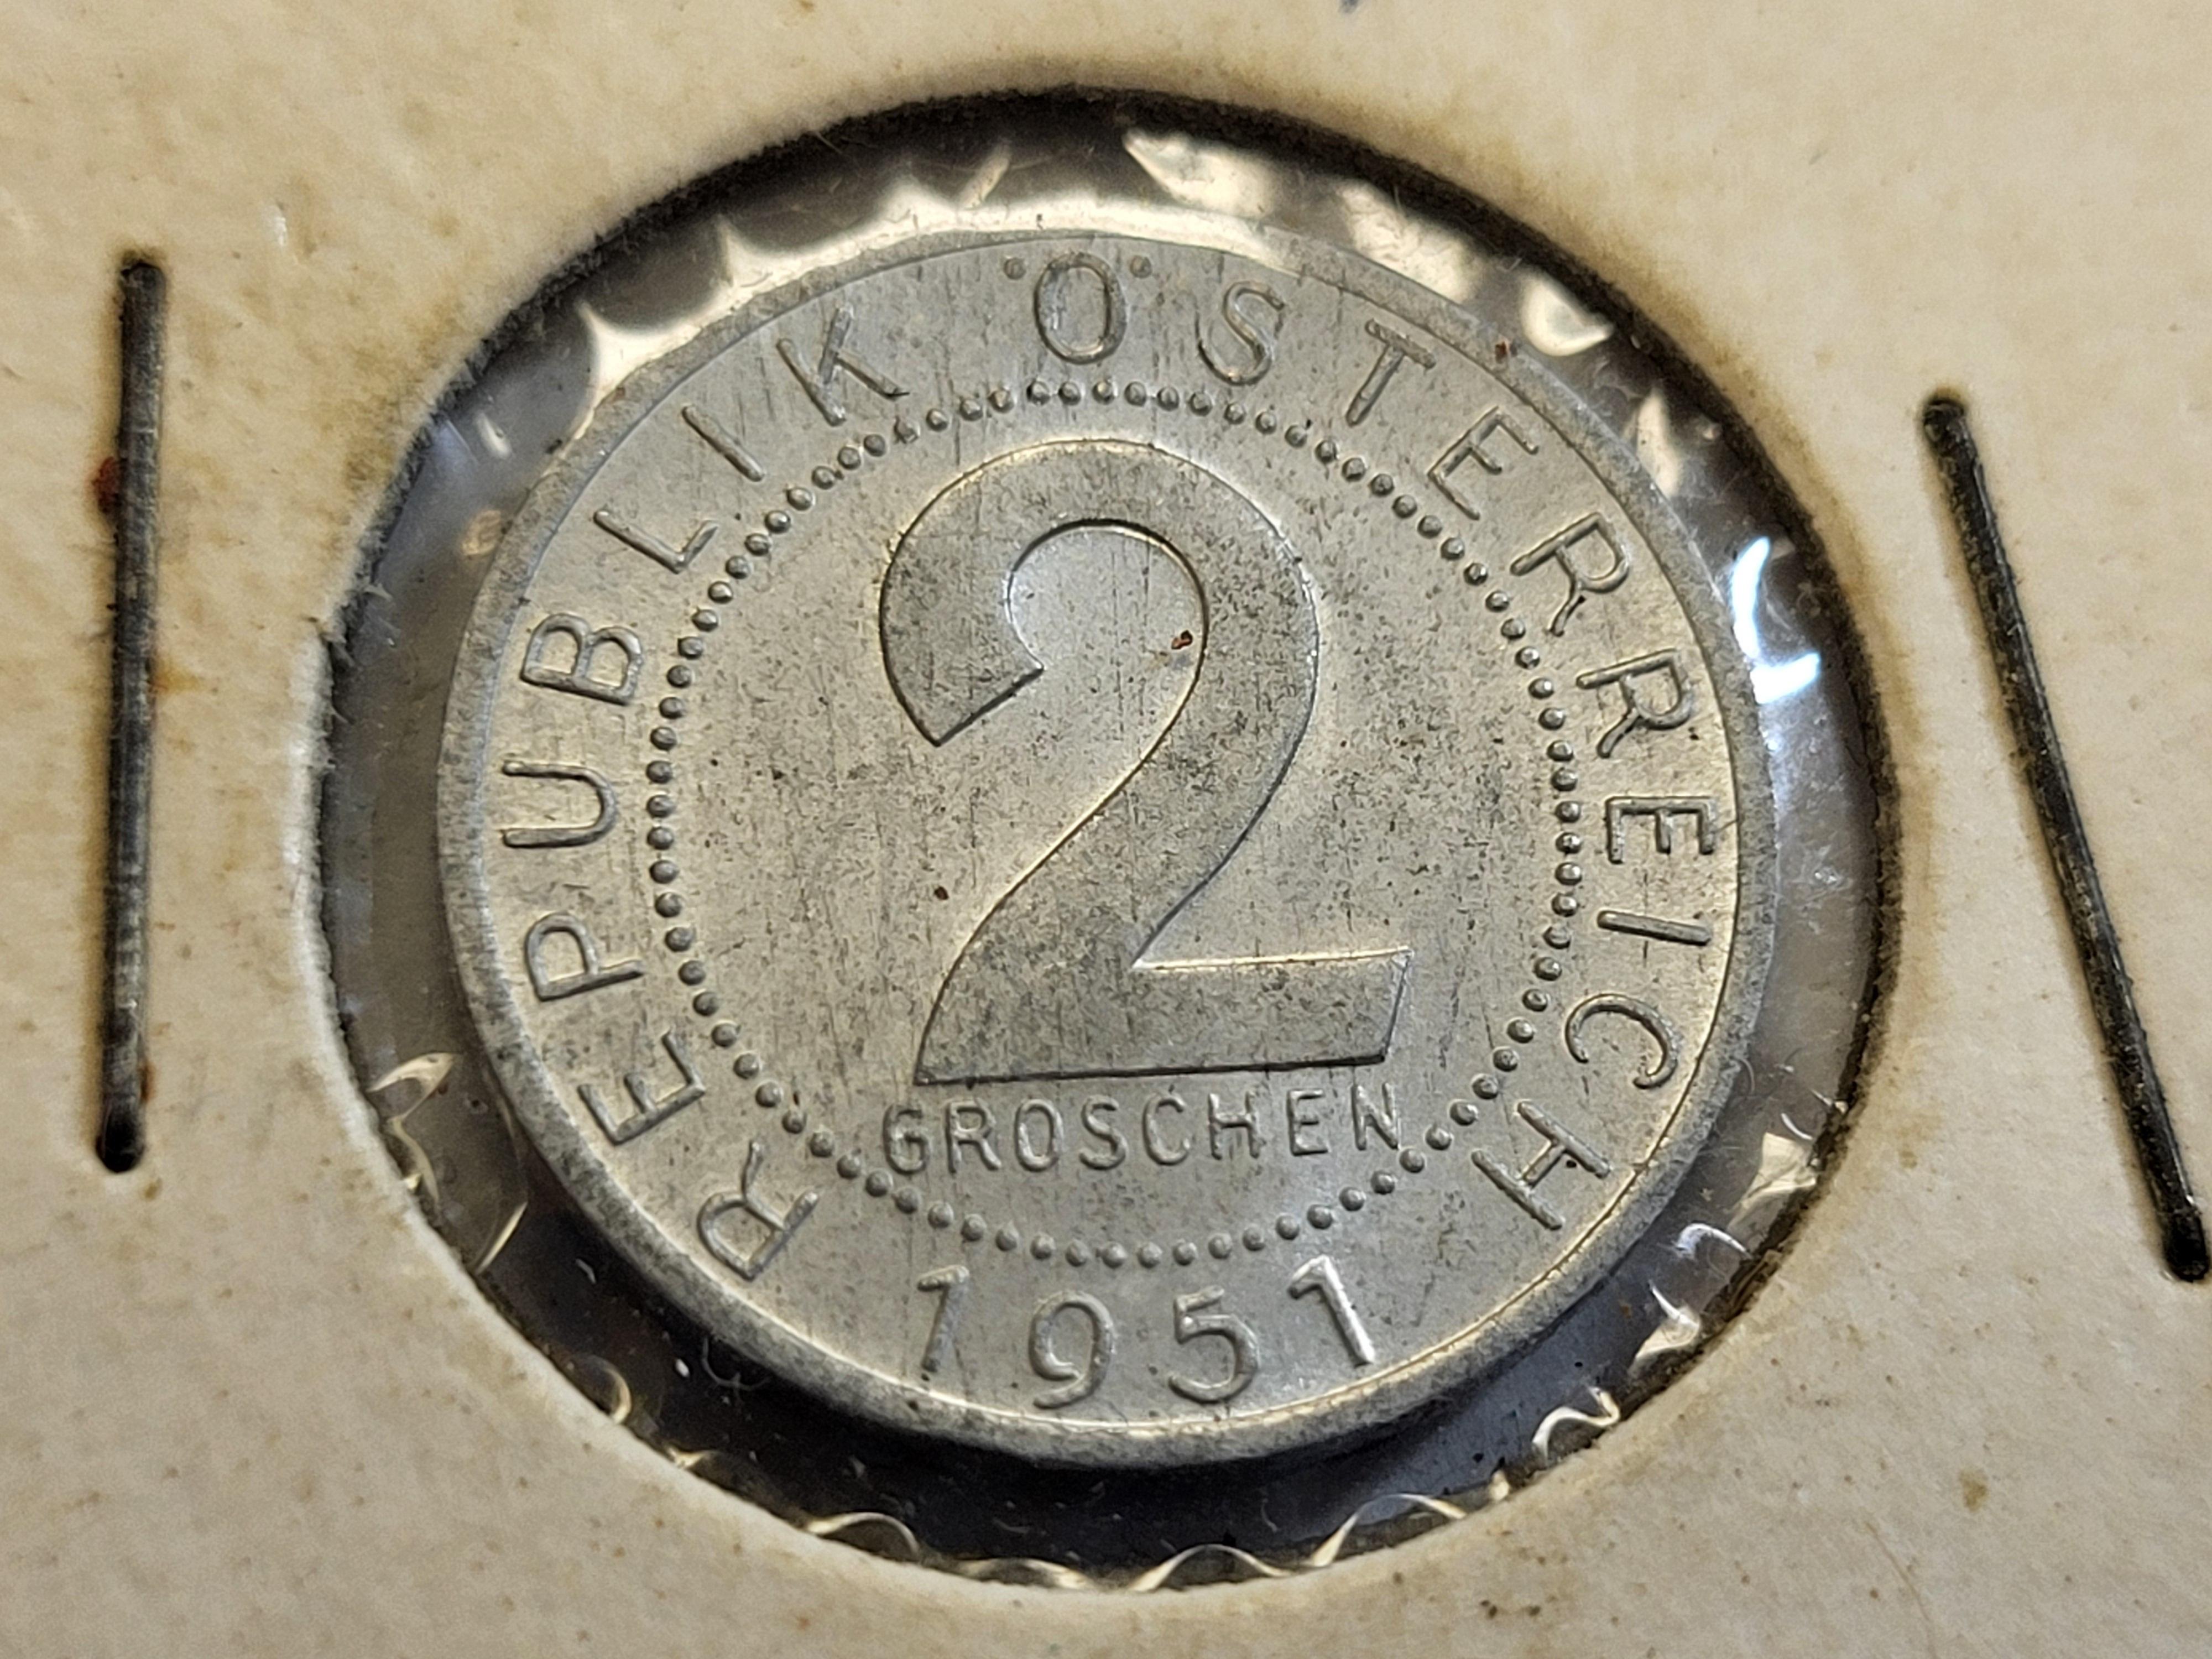 REPUBLIK ÖSTERREICH
2
GROSCHEN
1951